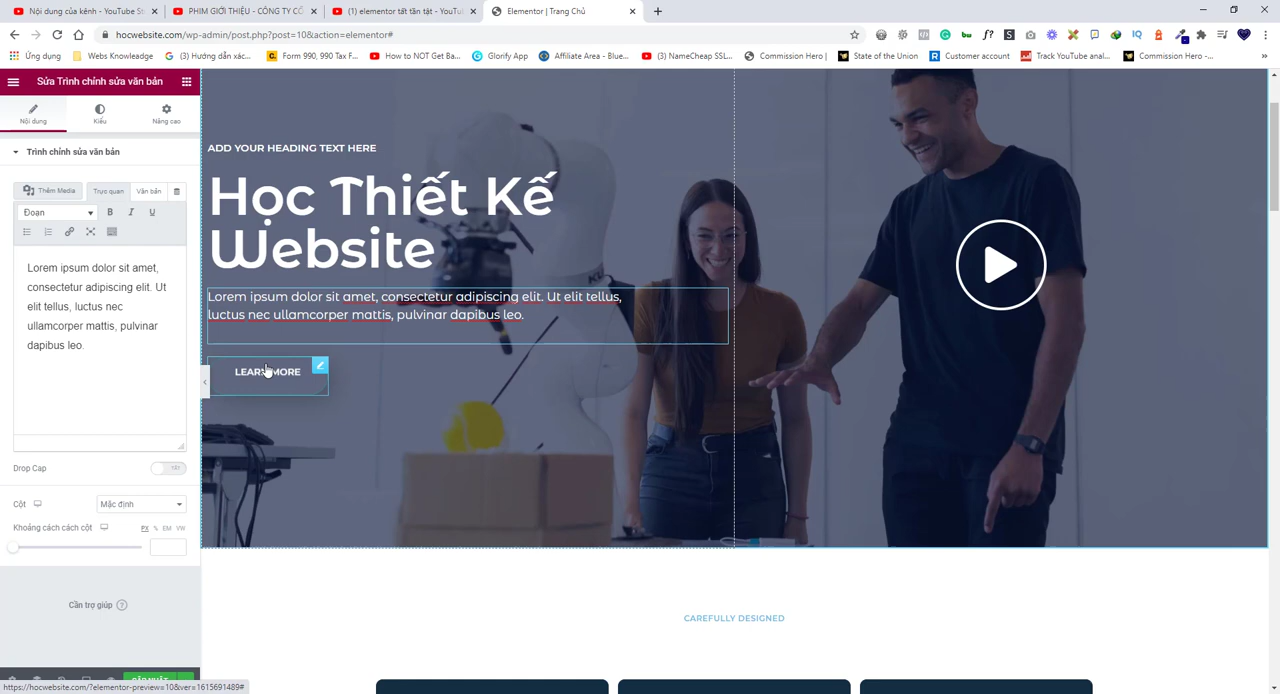 Nội dung của kênh - YouTube S
PHIM GIỚI THIỆU - CÔNG TY CỔ
(1) elementor tất tần tật - YouTu
Elementor | Trang Chủ
hocwebsite.com/wp-admin/post.php?post=10&action=elementor#
Ứng dụng
Webs Knowleadge
(3) Hướng dẫn xác...
Form 990, 990 Tax F...
How to NOT Get Ba...
Glorify App
Affiliate Area - Blue...
(3) NameCheap SSL...
Commission Hero |
State of the Union
Customer account
Track YouTube anal...
Commission Hero -...
Sửa Trình chỉnh sửa văn bản
Nội dung
Kiểu
Nâng cao
Trình chỉnh sửa văn bản
Thêm Media
Trực quan
Văn bản
Đoạn
B I U
Lorem ipsum dolor sit amet,
consectetur adipiscing elit. Ut
elit tellus, luctus nec
ullamcorper mattis, pulvinar
dapibus leo.
Drop Cap
TẮT
Cột
Mặc định
Khoảng cách cách cột
PX % EM VW
Cần trợ giúp
https://hocwebsite.com/?elementor-preview=10&ver=1615691489#
ADD YOUR HEADING TEXT HERE
Học Thiết Kế
Website
Lorem ipsum dolor sit amet, consectetur adipiscing elit. Ut elit tellus,
luctus nec ullamcorper mattis, pulvinar dapibus leo.
LEARN MORE
CAREFULLY DESIGNED